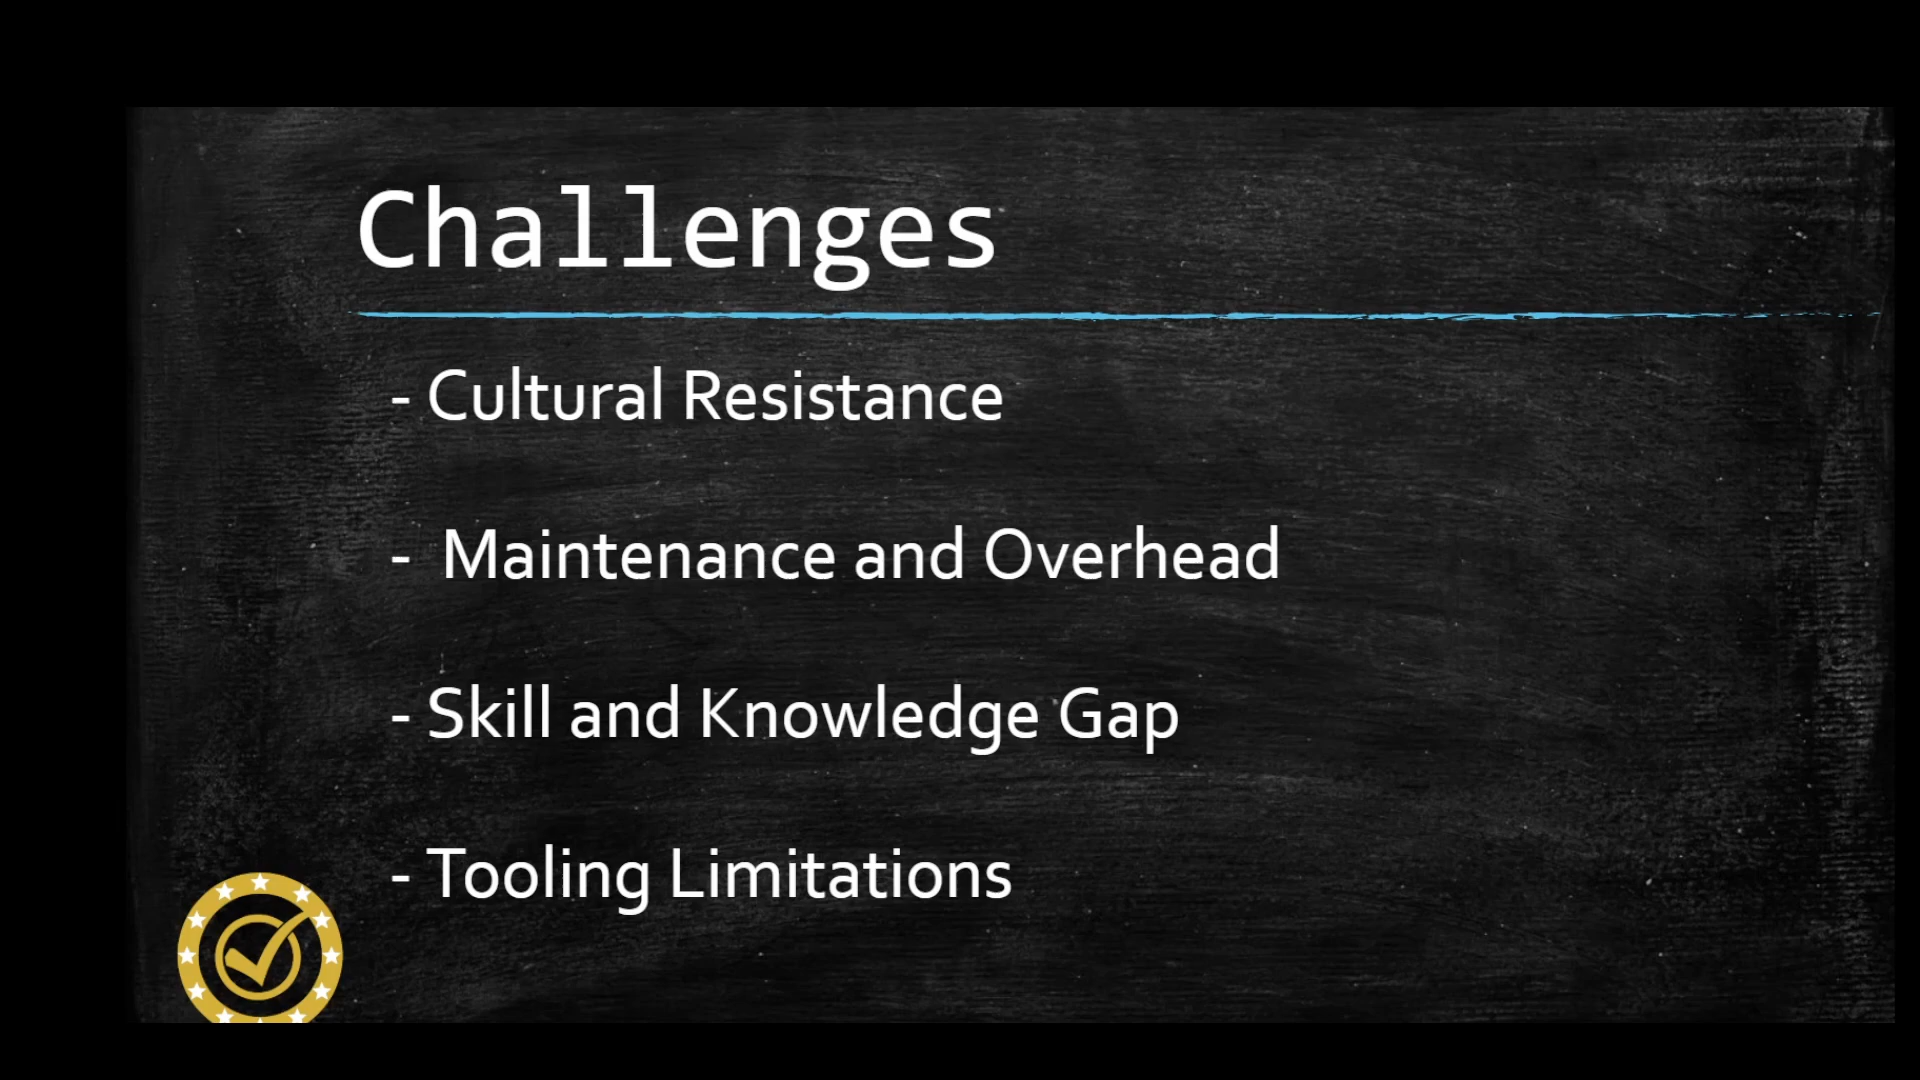 Challenges
- Cultural Resistance
- Maintenance and Overhead
- Skill and Knowledge Gap
- Tooling Limitations